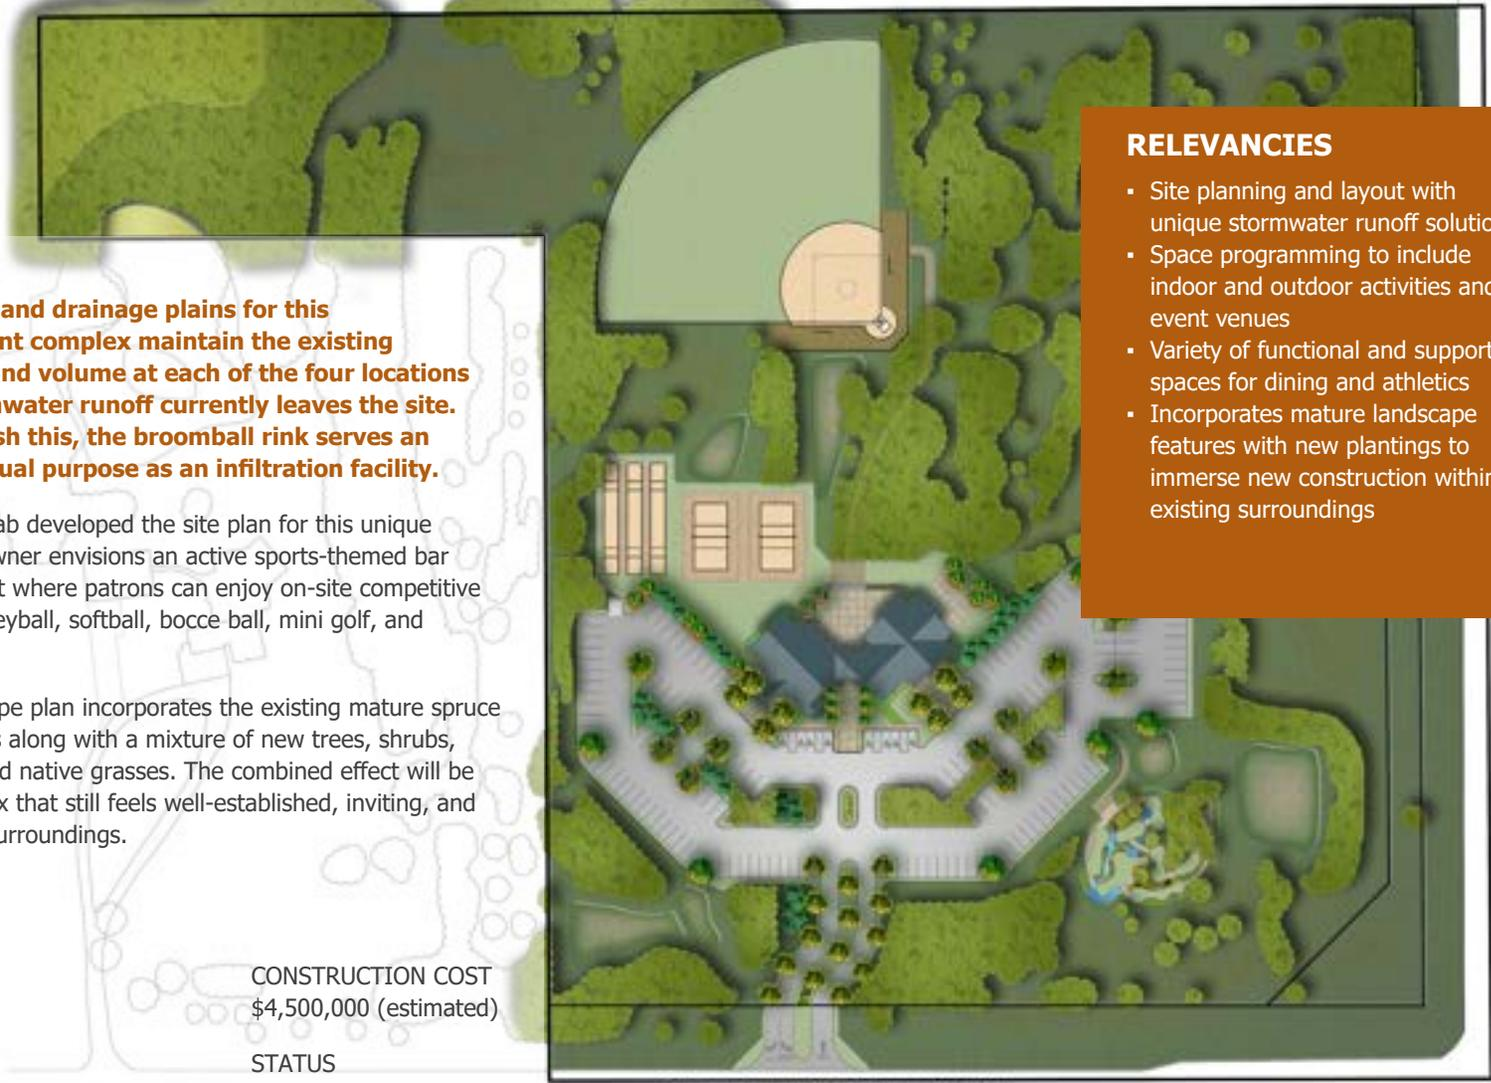 and drainage plains for this
nt complex maintain the existing
nd volume at each of the four locations
water runoff currently leaves the site.
sh this, the broomball rink serves an
ual purpose as an infiltration facility.
ab developed the site plan for this unique
wner envisions an active sports-themed bar
t where patrons can enjoy on-site competitive
eyball, softball, bocce ball, mini golf, and
pe plan incorporates the existing mature spruce
s along with a mixture of new trees, shrubs,
d native grasses. The combined effect will be
x that still feels well-established, inviting, and
urroundings.
CONSTRUCTION COST
$4,500,000 (estimated)
STATUS
RELEVANCIES
▪ Site planning and layout with
unique stormwater runoff solutio
▪ Space programming to include
indoor and outdoor activities and
event venues
▪ Variety of functional and support
spaces for dining and athletics
▪ Incorporates mature landscape
features with new plantings to
immerse new construction within
existing surroundings